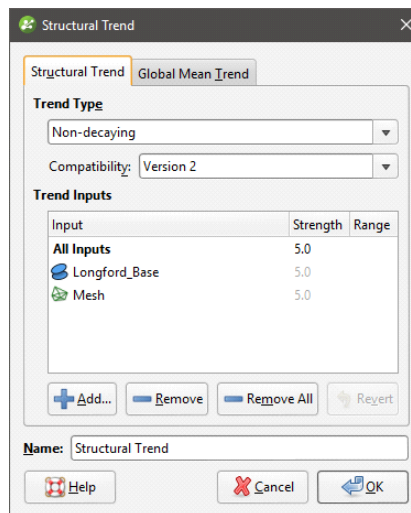 Structural Trend
Structural Trend Global Mean Trend
Trend Type
Non-decaying
Compatibility: Version 2
Trend Inputs
Input Strength Range
All Inputs 5.0
Longford_Base 5.0
Mesh 5.0
Add... Remove Remove All Revert
Name: Structural Trend
Help Cancel OK